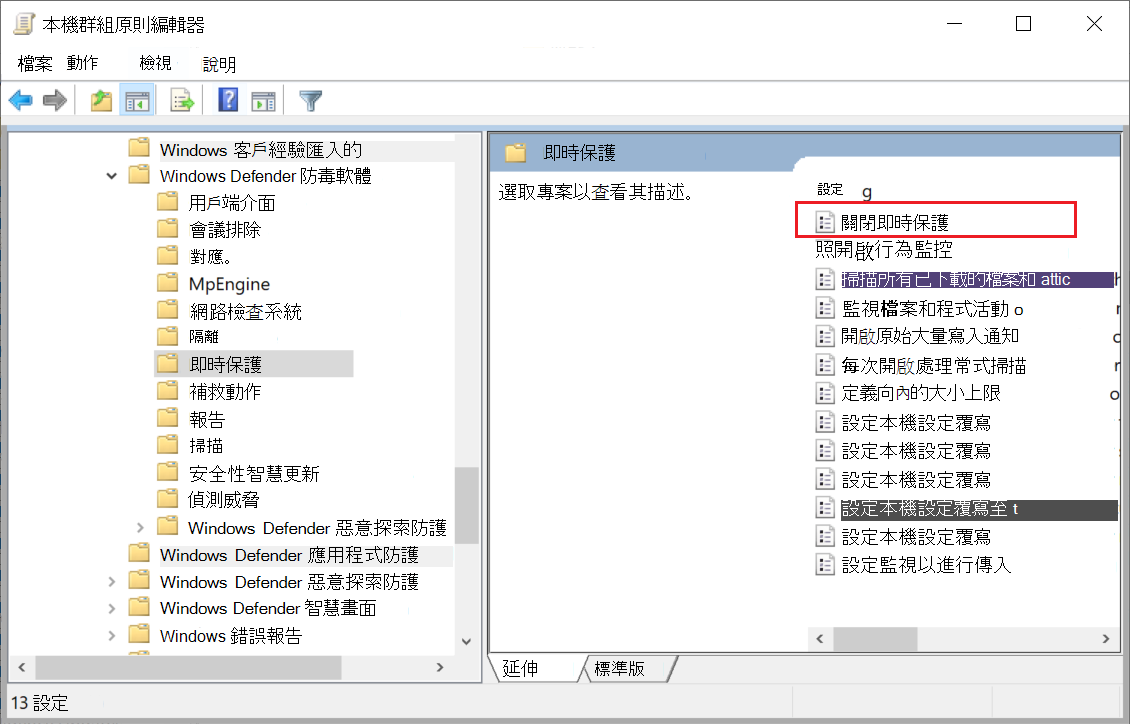 本機群組原則編輯器
檔案 動作 檢視 說明
Windows 客戶經驗匯入的
Windows Defender 防毒軟體
用戶端介面
會議排除
對應。
MpEngine
網路檢查系統
隔離
即時保護
補救動作
報告
掃描
安全性智慧更新
偵測威脅
Windows Defender 惡意探索防護
Windows Defender 應用程式防護
Windows Defender 惡意探索防護
Windows Defender 智慧畫面
Windows 錯誤報告
即時保護
選取專案以查看其描述。
設定 g
關閉即時保護
照開啟行為監控
掃描所有已下載的檔案和 attic
監視檔案和程式活動 o
開啟原始大量寫入通知
每次開啟處理常式掃描
定義向內的大小上限
設定本機設定覆寫
設定本機設定覆寫
設定本機設定覆寫
設定本機設定覆寫至 t
設定本機設定覆寫
設定監視以進行傳入
延伸 標準版
13 設定